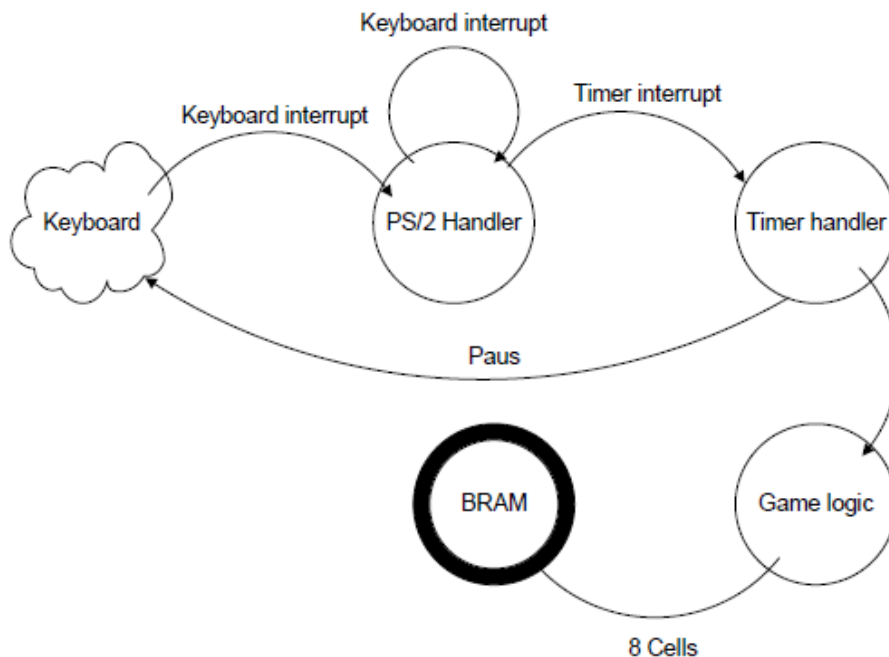 Keyboard interrupt
Keyboard interrupt
Timer interrupt
Keyboard
PS/2 Handler
Timer handler
Paus
BRAM
Game logic
8 Cells